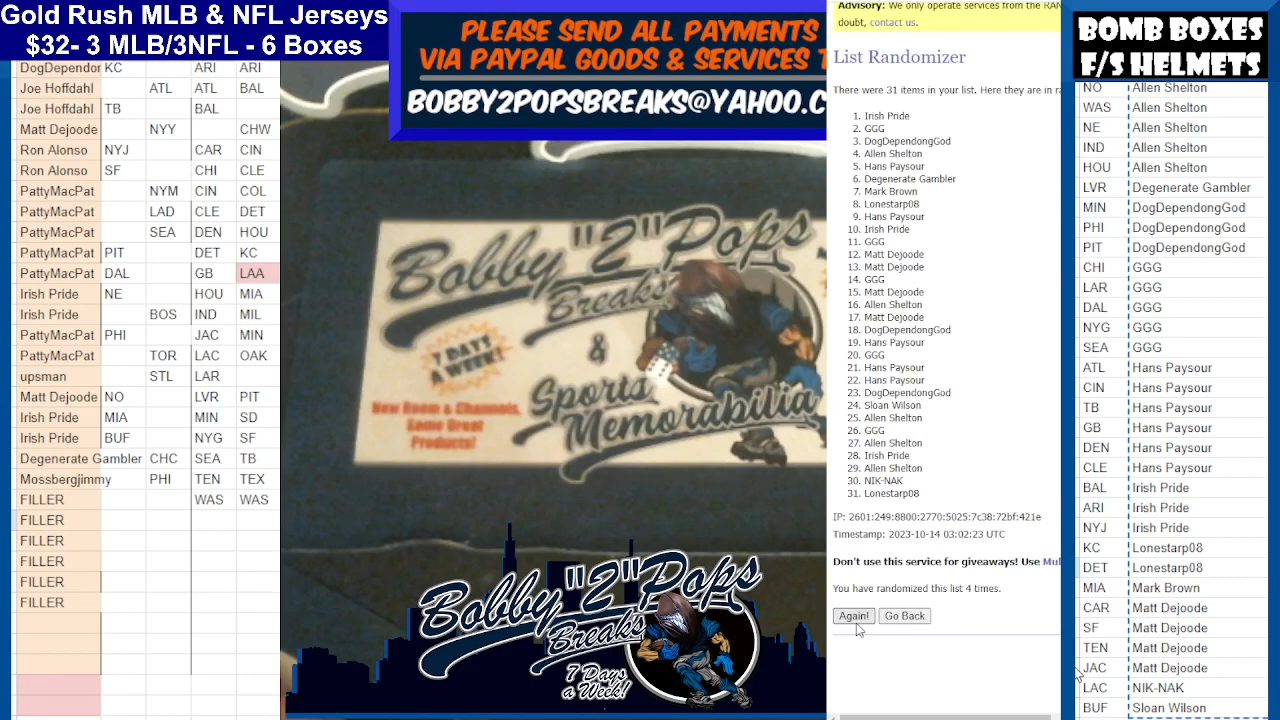 Gold Rush MLB & NFL Jerseys
$32- 3 MLB/3NFL - 6 Boxes
DogDependor KC ARI ARI
Joe Hoffdahl ATL ATL BAL
Joe Hoffdahl TB BAL
Matt Dejoode NYY CHW
Ron Alonso NYJ CAR CIN
Ron Alonso SF CHI CLE
PattyMacPat NYM CIN COL
PattyMacPat LAD CLE DET
PattyMacPat SEA DEN HOU
PattyMacPat PIT DET KC
PattyMacPat DAL GB LAA
Irish Pride NE HOU MIA
Irish Pride BOS IND MIL
PattyMacPat PHI JAC MIN
PattyMacPat TOR LAC OAK
upsman STL LAR
Matt Dejoode NO LVR PIT
Irish Pride MIA MIN SD
Irish Pride BUF NYG SF
Degenerate Gambler CHC SEA TB
Mossbergjimmy PHI TEN TEX
FILLER WAS WAS
FILLER
FILLER
FILLER
FILLER
FILLER
PLEASE SEND ALL PAYMENTS
VIA PAYPAL GOODS & SERVICES T
BOBBY2POPSBREAKS@YAHOO.C
Bobby "2" Pops
Breaks
&
Sports
Memorabilia
7 DAYS
A WEEK!
New Room & Channels,
Same Great
Products!
Bobby "2" Pops
Breaks
7 Days
a Week!
Advisory: We only operate services from the RAN
doubt, contact us.
List Randomizer
There were 31 items in your list. Here they are in ra
1. Irish Pride
2. GGG
3. DogDependongGod
4. Allen Shelton
5. Hans Paysour
6. Degenerate Gambler
7. Mark Brown
8. Lonestarp08
9. Hans Paysour
10. Irish Pride
11. GGG
12. Matt Dejoode
13. Matt Dejoode
14. GGG
15. Matt Dejoode
16. Allen Shelton
17. Matt Dejoode
18. DogDependongGod
19. Hans Paysour
20. GGG
21. Hans Paysour
22. Hans Paysour
23. DogDependongGod
24. Sloan Wilson
25. Allen Shelton
26. GGG
27. Allen Shelton
28. Irish Pride
29. Allen Shelton
30. NIK-NAK
31. Lonestarp08
IP: 2601:249:8800:2770:5025:7c38:72bf:421e
Timestamp: 2023-10-14 03:02:23 UTC
Don't use this service for giveaways! Use Mul
You have randomized this list 4 times.
Again! Go Back
BOMB BOXES
F/S HELMETS
NO Allen Shelton
WAS Allen Shelton
NE Allen Shelton
IND Allen Shelton
HOU Allen Shelton
LVR Degenerate Gambler
MIN DogDependongGod
PHI DogDependongGod
PIT DogDependongGod
CHI GGG
LAR GGG
DAL GGG
NYG GGG
SEA GGG
ATL Hans Paysour
CIN Hans Paysour
TB Hans Paysour
GB Hans Paysour
DEN Hans Paysour
CLE Hans Paysour
BAL Irish Pride
ARI Irish Pride
NYJ Irish Pride
KC Lonestarp08
DET Lonestarp08
MIA Mark Brown
CAR Matt Dejoode
SF Matt Dejoode
TEN Matt Dejoode
JAC Matt Dejoode
LAC NIK-NAK
BUF Sloan Wilson